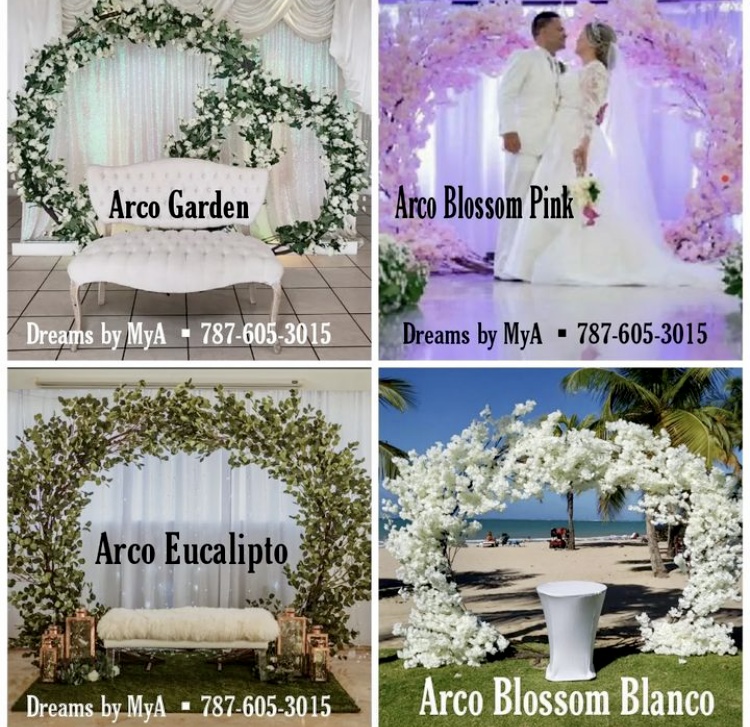 Arco Garden
Dreams by MyA ▪ 787-605-3015
Arco Blossom Pink
Dreams by MyA ▪ 787-605-3015
Arco Eucalipto
Dreams by MyA ▪ 787-605-3015
Arco Blossom Blanco